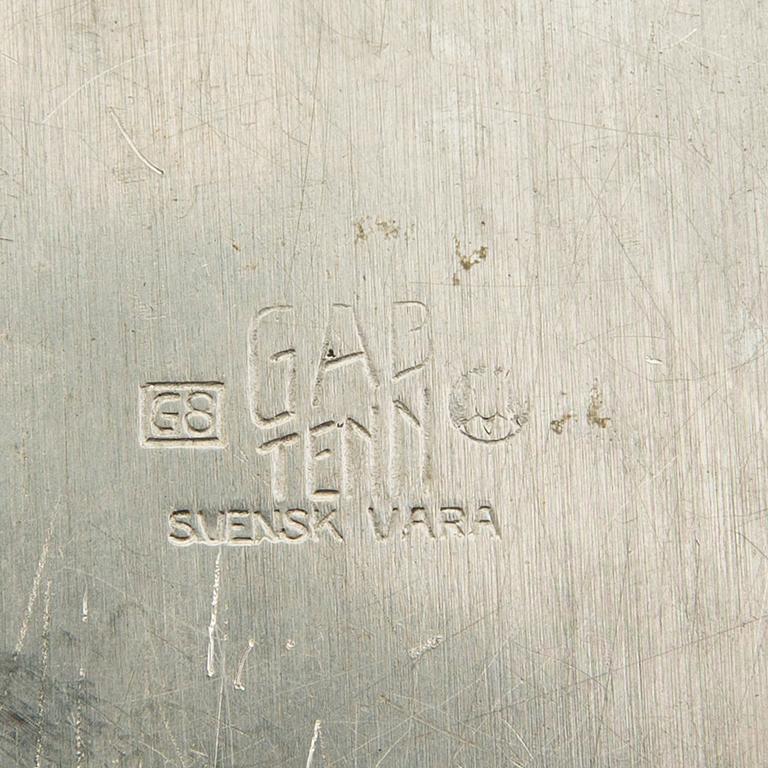 GAB
G8 TENN
SVENSK VARA